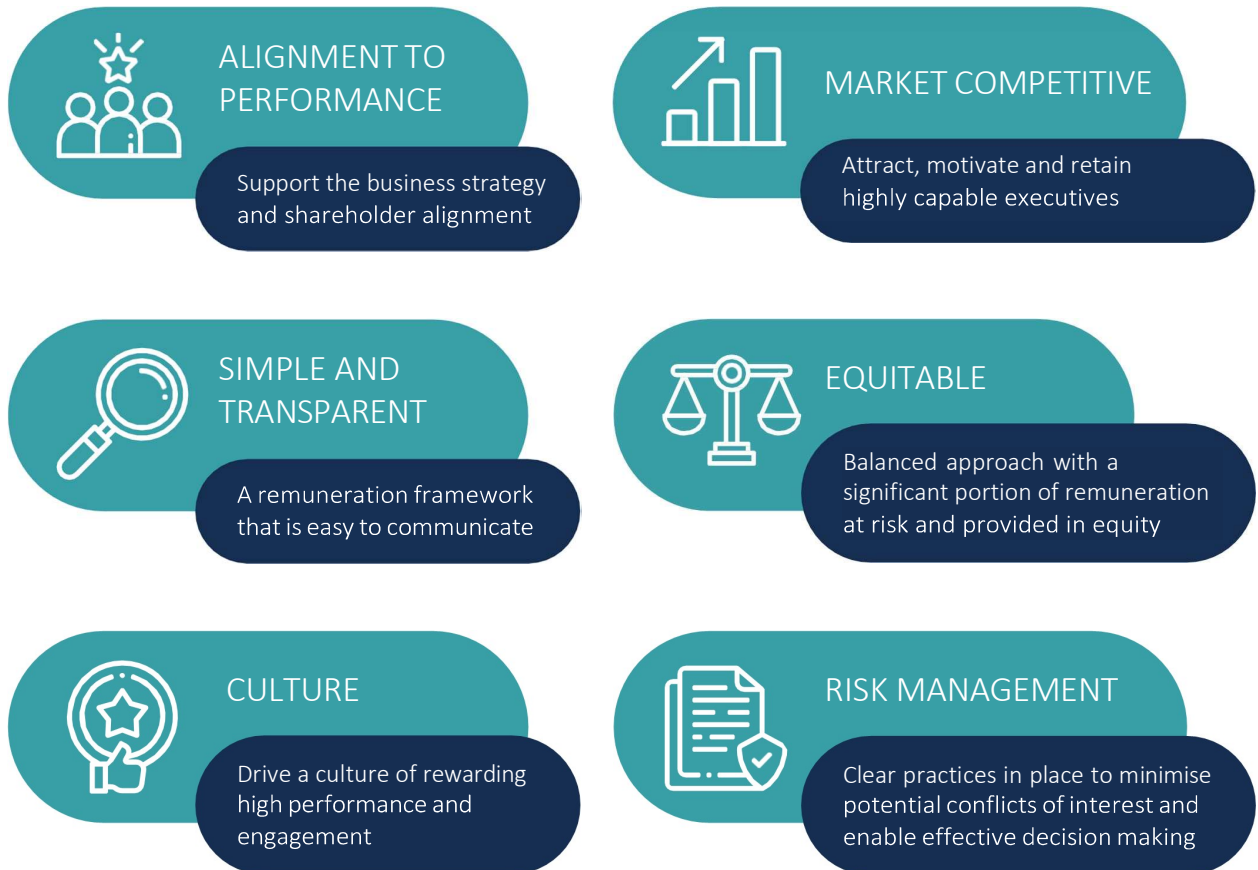 ALIGNMENT TO
PERFORMANCE
Support the business strategy
and shareholder alignment
MARKET COMPETITIVE
Attract, motivate and retain
highly capable executives
SIMPLE AND
TRANSPARENT
A remuneration framework
that is easy to communicate
EQUITABLE
Balanced approach with a
significant portion of remuneration
at risk and provided in equity
CULTURE
Drive a culture of rewarding
high performance and
engagement
RISK MANAGEMENT
Clear practices in place to minimise
potential conflicts of interest and
enable effective decision making